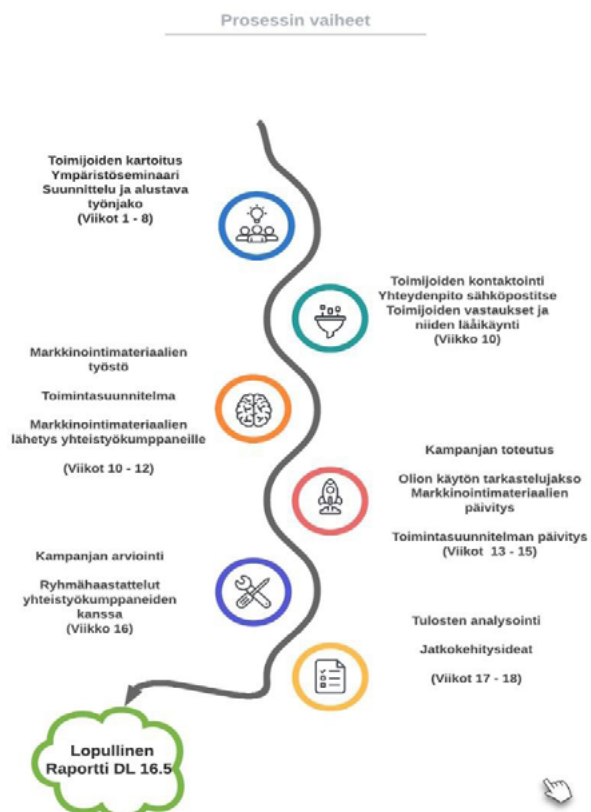 Prosessin vaiheet
Toimijoiden kartoitus
Ympäristöseminaari
Suunnittelu ja alustava
työnjako
(Viikot 1 - 8)
Toimijoiden kontaktointi
Yhteydenpito sähköpostitse
Toimijoiden vastaukset ja
niiden lääikäynti
(Viikko 10)
Markkinointimateriaalien
työstö
Toimintasuunnitelma
Markkinointimateriaalien
lähetys yhteistyökumppaneille
(Viikot 10 - 12)
Kampanjan toteutus
Olion käytön tarkastelujakso
Markkinointimateriaalien
päivitys
Toimintasuunnitelman päivitys
(Viikot 13 - 15)
Kampanjan arviointi
Ryhmähaastattelut
yhteistyökumppaneiden
kanssa
(Viikko 16)
Tulosten analysointi
Jatkokehitysideat
(Viikot 17 - 18)
Lopullinen
Raportti DL 16.5